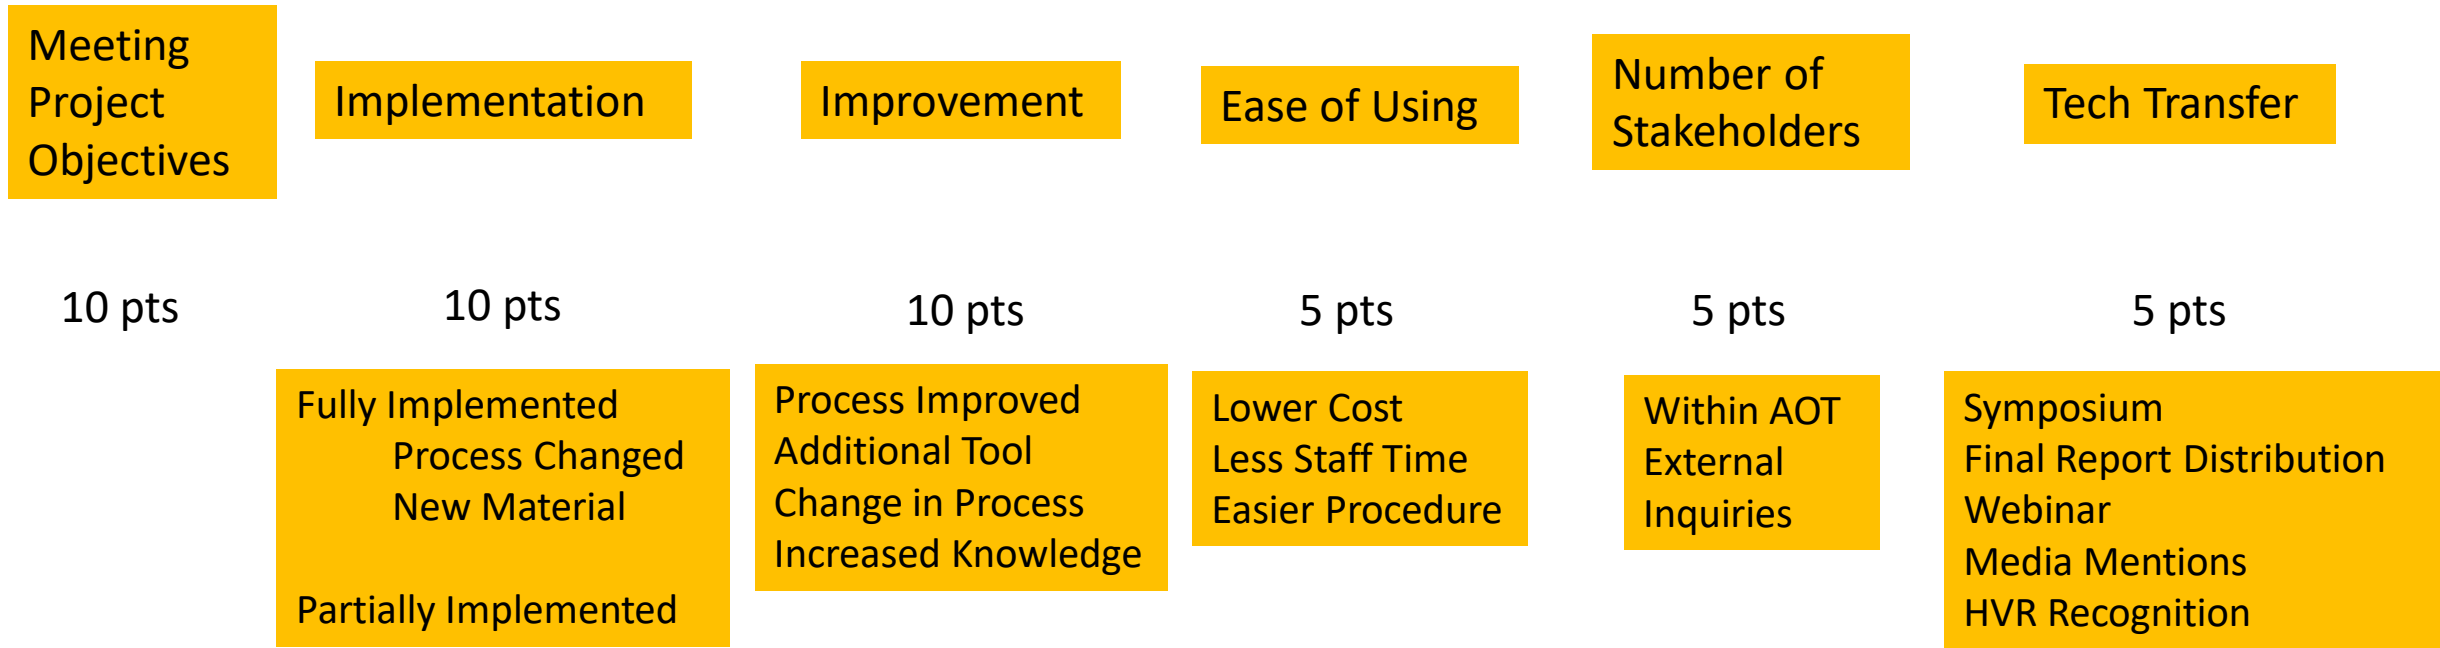 Meeting
Project
Objectives
Implementation
Improvement
Ease of Using
Number of
Stakeholders
Tech Transfer
10 pts
10 pts
10 pts
5 pts
5 pts
5 pts
Fully Implemented
Process Changed
New Material
Partially Implemented
Process Improved
Additional Tool
Change in Process
Increased Knowledge
Lower Cost
Less Staff Time
Easier Procedure
Within AOT
External
Inquiries
Symposium
Final Report Distribution
Webinar
Media Mentions
HVR Recognition